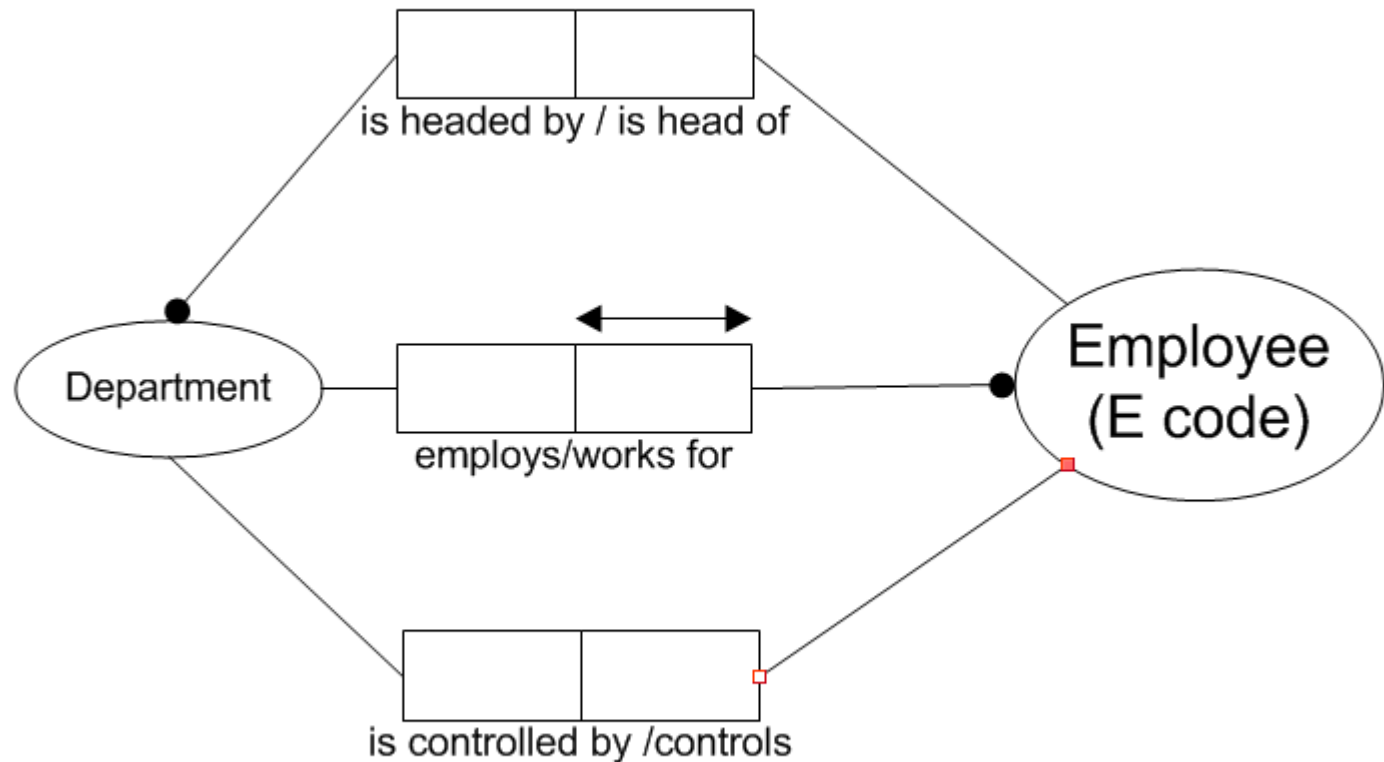 is headed by / is head of
Department
Employee
(E code)
employs/works for
is controlled by /controls